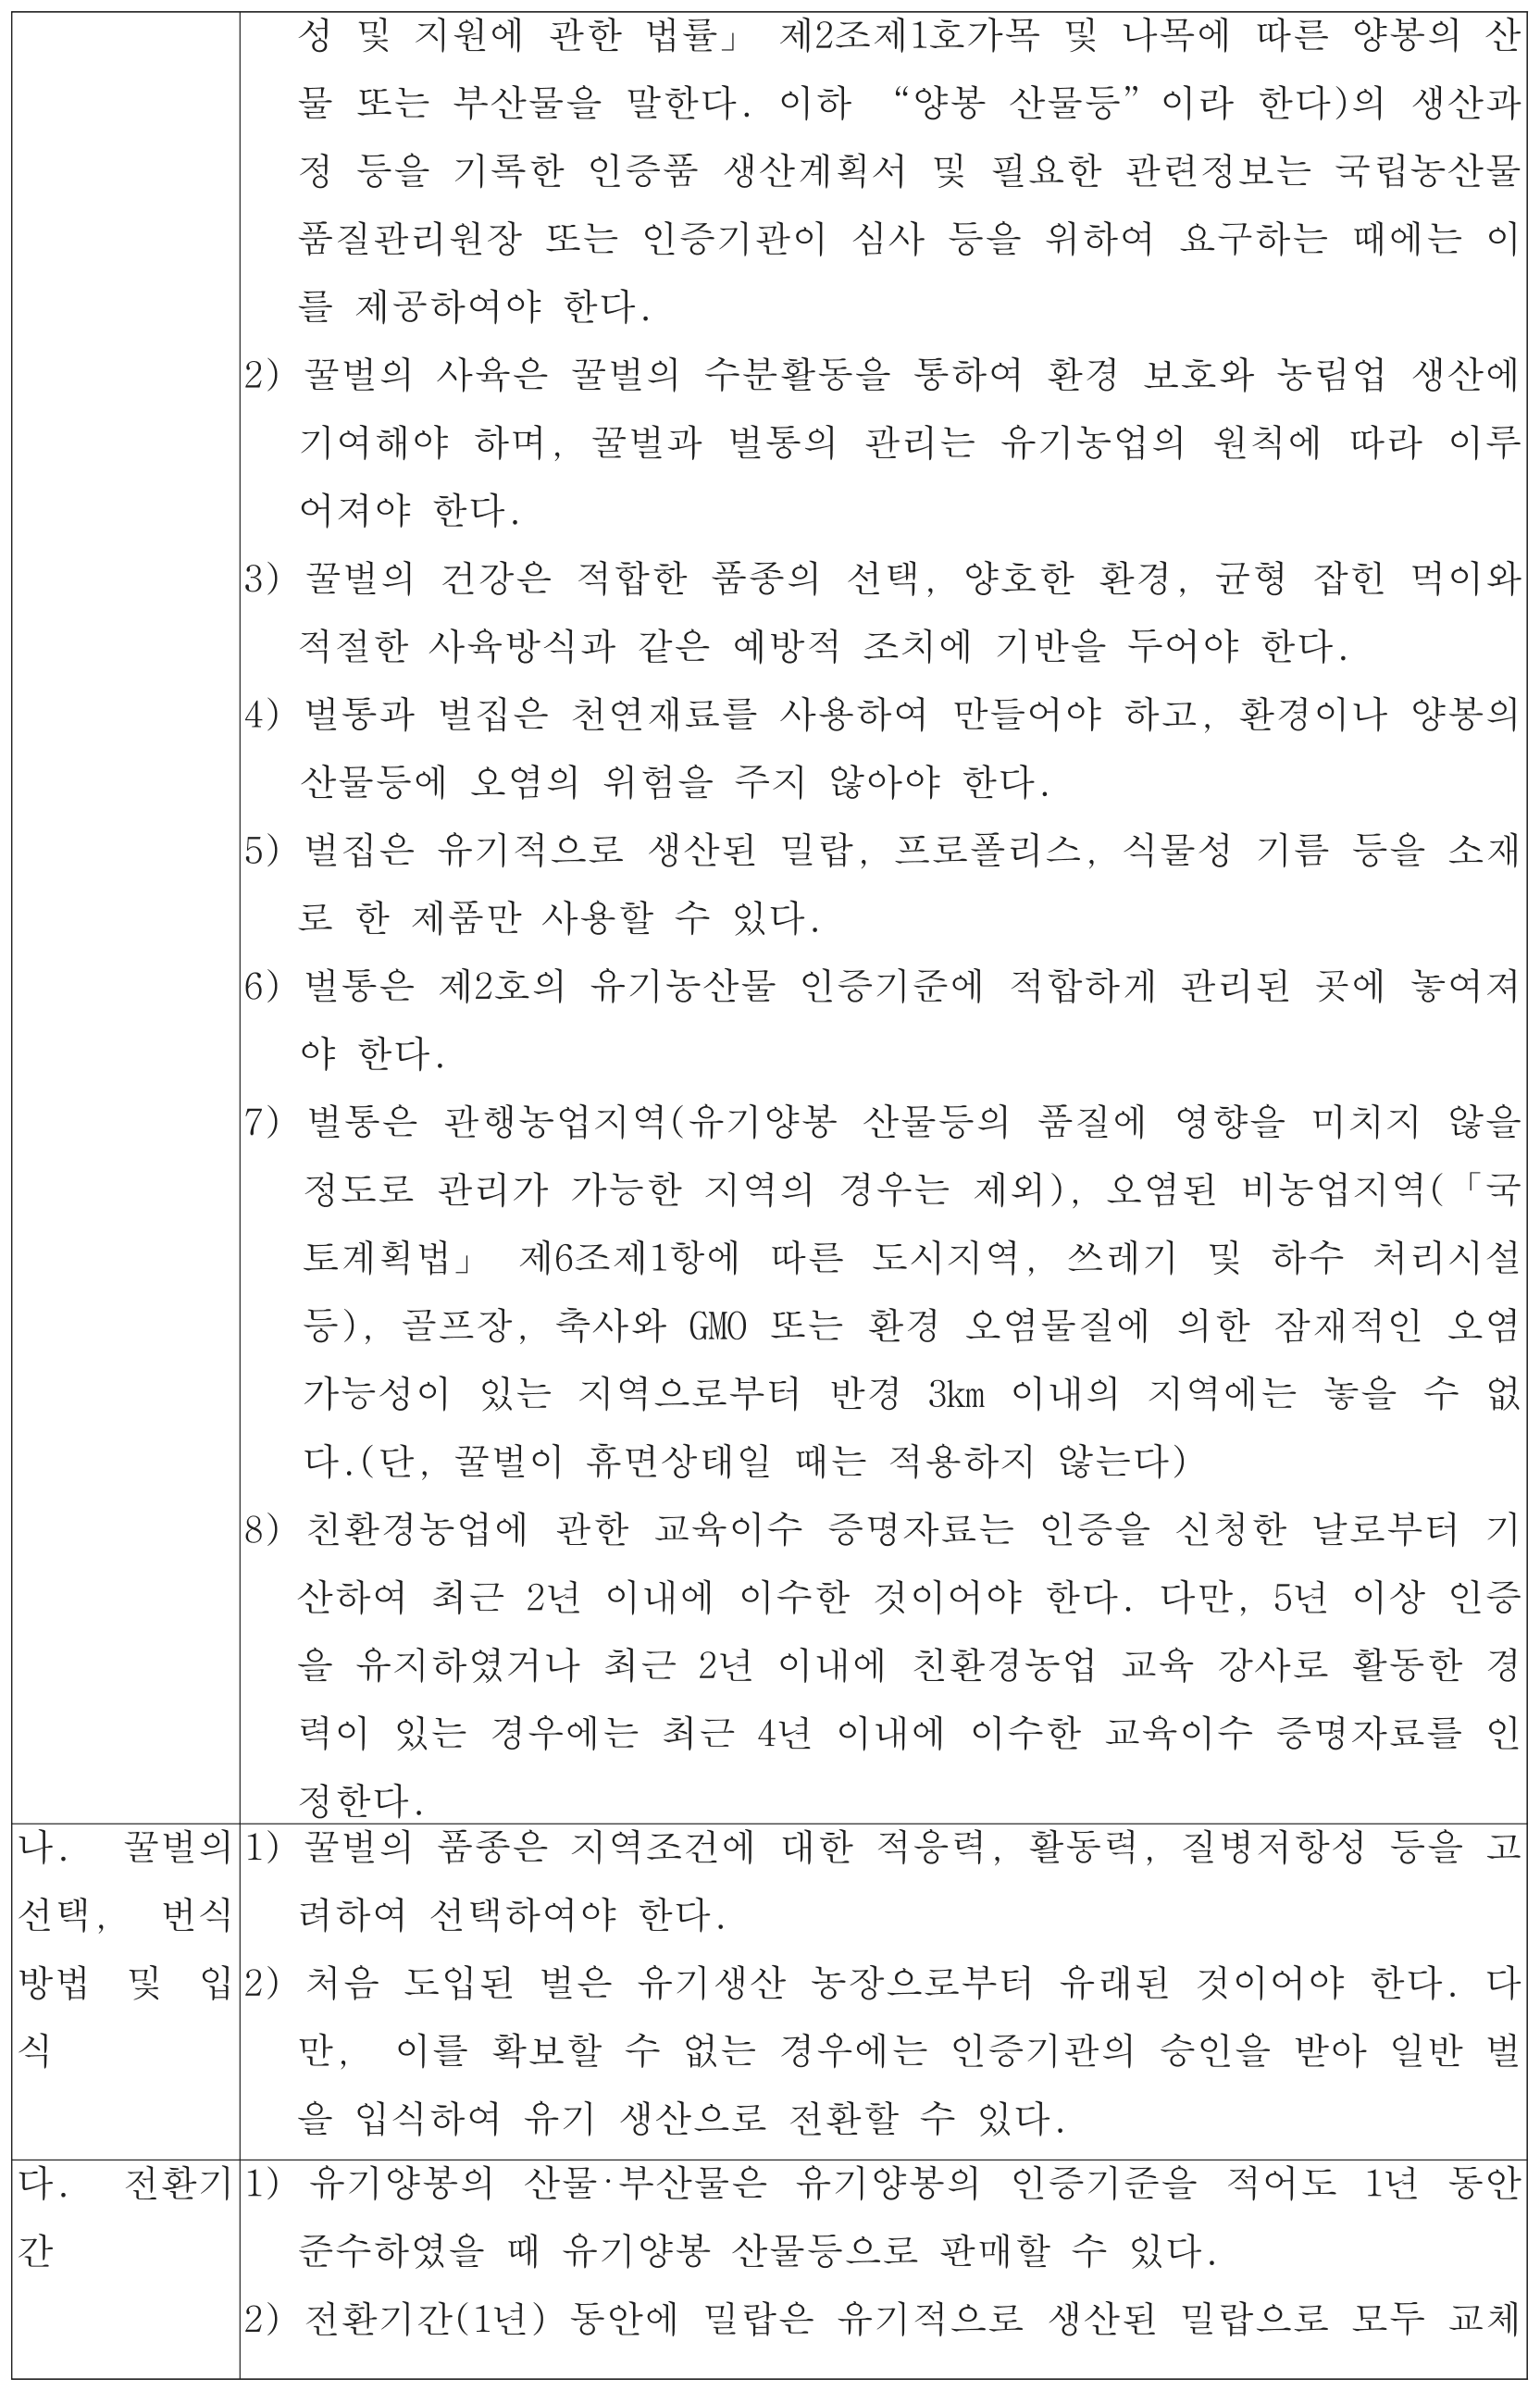 성 및 지원에 관한 법률」 제2조제1호가목 및 나목에 따른 양봉의 산
물 또는 부산물을 말한다. 이하 “양봉 산물등”이라 한다)의 생산과
정 등을 기록한 인증품 생산계획서 및 필요한 관련정보는 국립농산물
품질관리원장 또는 인증기관이 심사 등을 위하여 요구하는 때에는 이
를 제공하여야 한다.
2) 꿀벌의 사육은 꿀벌의 수분활동을 통하여 환경 보호와 농림업 생산에
기여해야 하며, 꿀벌과 벌통의 관리는 유기농업의 원칙에 따라 이루
어져야 한다.
3) 꿀벌의 건강은 적합한 품종의 선택, 양호한 환경, 균형 잡힌 먹이와
적절한 사육방식과 같은 예방적 조치에 기반을 두어야 한다.
4) 벌통과 벌집은 천연재료를 사용하여 만들어야 하고, 환경이나 양봉의
산물등에 오염의 위험을 주지 않아야 한다.
5) 벌집은 유기적으로 생산된 밀랍, 프로폴리스, 식물성 기름 등을 소재
로 한 제품만 사용할 수 있다.
6) 벌통은 제2호의 유기농산물 인증기준에 적합하게 관리된 곳에 놓여져
야 한다.
7) 벌통은 관행농업지역(유기양봉 산물등의 품질에 영향을 미치지 않을
정도로 관리가 가능한 지역의 경우는 제외), 오염된 비농업지역(「국
토계획법」 제6조제1항에 따른 도시지역, 쓰레기 및 하수 처리시설
등), 골프장, 축사와 GMO 또는 환경 오염물질에 의한 잠재적인 오염
가능성이 있는 지역으로부터 반경 3km 이내의 지역에는 놓을 수 없
다.(단, 꿀벌이 휴면상태일 때는 적용하지 않는다)
8) 친환경농업에 관한 교육이수 증명자료는 인증을 신청한 날로부터 기
산하여 최근 2년 이내에 이수한 것이어야 한다. 다만, 5년 이상 인증
을 유지하였거나 최근 2년 이내에 친환경농업 교육 강사로 활동한 경
력이 있는 경우에는 최근 4년 이내에 이수한 교육이수 증명자료를 인
정한다.
나. 꿀벌의
선택, 번식
방법 및 입
식
1) 꿀벌의 품종은 지역조건에 대한 적응력, 활동력, 질병저항성 등을 고
려하여 선택하여야 한다.
2) 처음 도입된 벌은 유기생산 농장으로부터 유래된 것이어야 한다. 다
만, 이를 확보할 수 없는 경우에는 인증기관의 승인을 받아 일반 벌
을 입식하여 유기 생산으로 전환할 수 있다.
다. 전환기
간
1) 유기양봉의 산물·부산물은 유기양봉의 인증기준을 적어도 1년 동안
준수하였을 때 유기양봉 산물등으로 판매할 수 있다.
2) 전환기간(1년) 동안에 밀랍은 유기적으로 생산된 밀랍으로 모두 교체